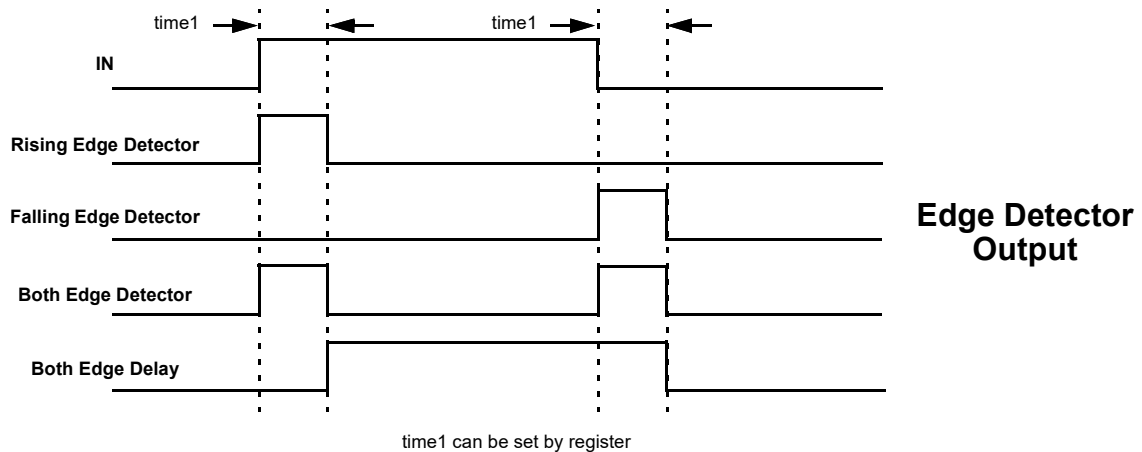 time1
time1
IN
Rising Edge Detector
Falling Edge Detector
Edge Detector
Output
Both Edge Detector
Both Edge Delay
time1 can be set by register